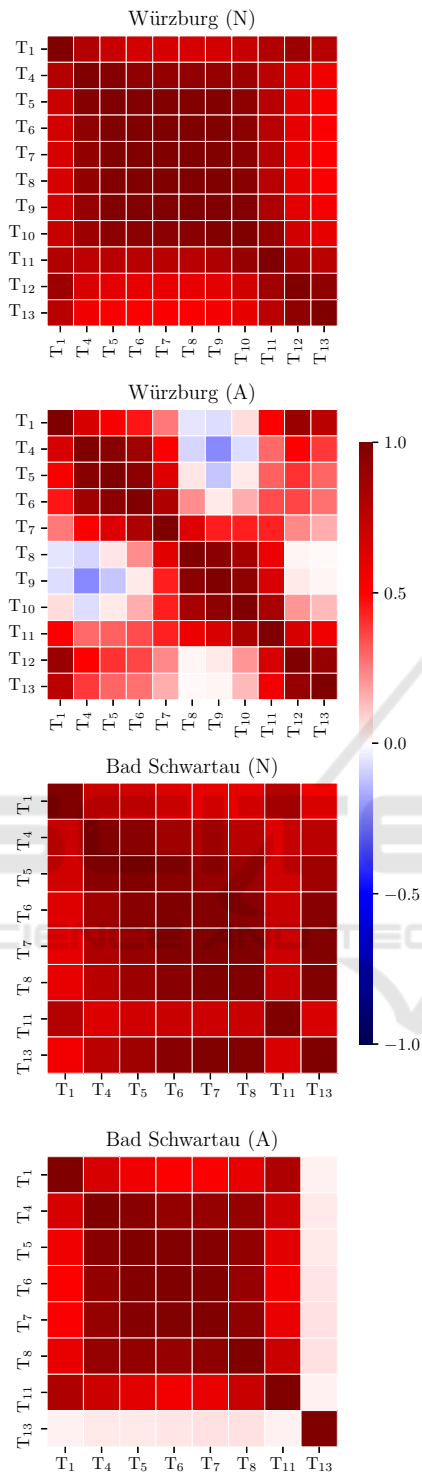 Würzburg (N)
T₁
T₄
T₅
T₆
T₇
T₈
T₉
T₁₀
T₁₁
T₁₂
T₁₃
T₁ T₄ T₅ T₆ T₇ T₈ T₉ T₁₀ T₁₁ T₁₂ T₁₃
Würzburg (A)
T₁
T₄
T₅
T₆
T₇
T₈
T₉
T₁₀
T₁₁
T₁₂
T₁₃
T₁ T₄ T₅ T₆ T₇ T₈ T₉ T₁₀ T₁₁ T₁₂ T₁₃
1.0
0.5
0.0
−0.5
−1.0
Bad Schwartau (N)
T₁
T₄
T₅
T₆
T₇
T₈
T₁₁
T₁₃
T₁ T₄ T₅ T₆ T₇ T₈ T₁₁ T₁₃
Bad Schwartau (A)
T₁
T₄
T₅
T₆
T₇
T₈
T₁₁
T₁₃
T₁ T₄ T₅ T₆ T₇ T₈ T₁₁ T₁₃